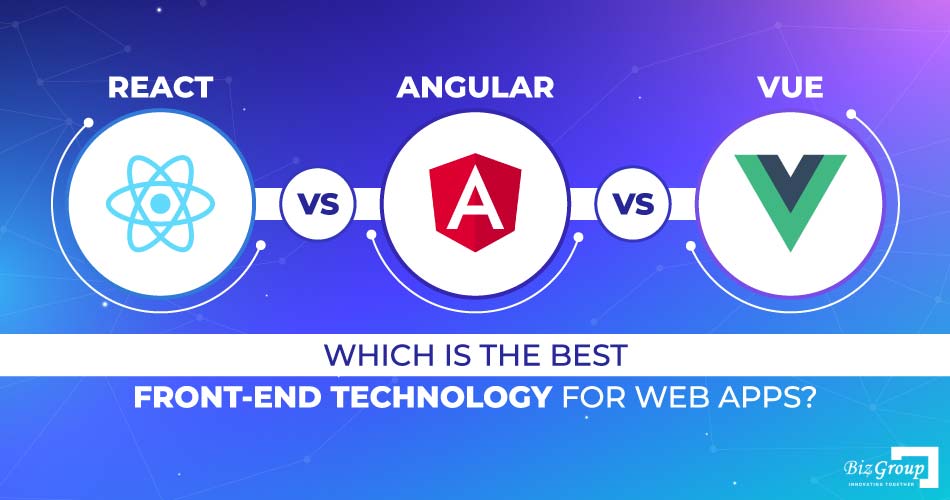 REACT
ANGULAR
VUE
VS
A
VS
WHICH IS THE BEST
FRONT-END TECHNOLOGY FOR WEB APPS?
BizGroup
INNOVATING TOGETHER